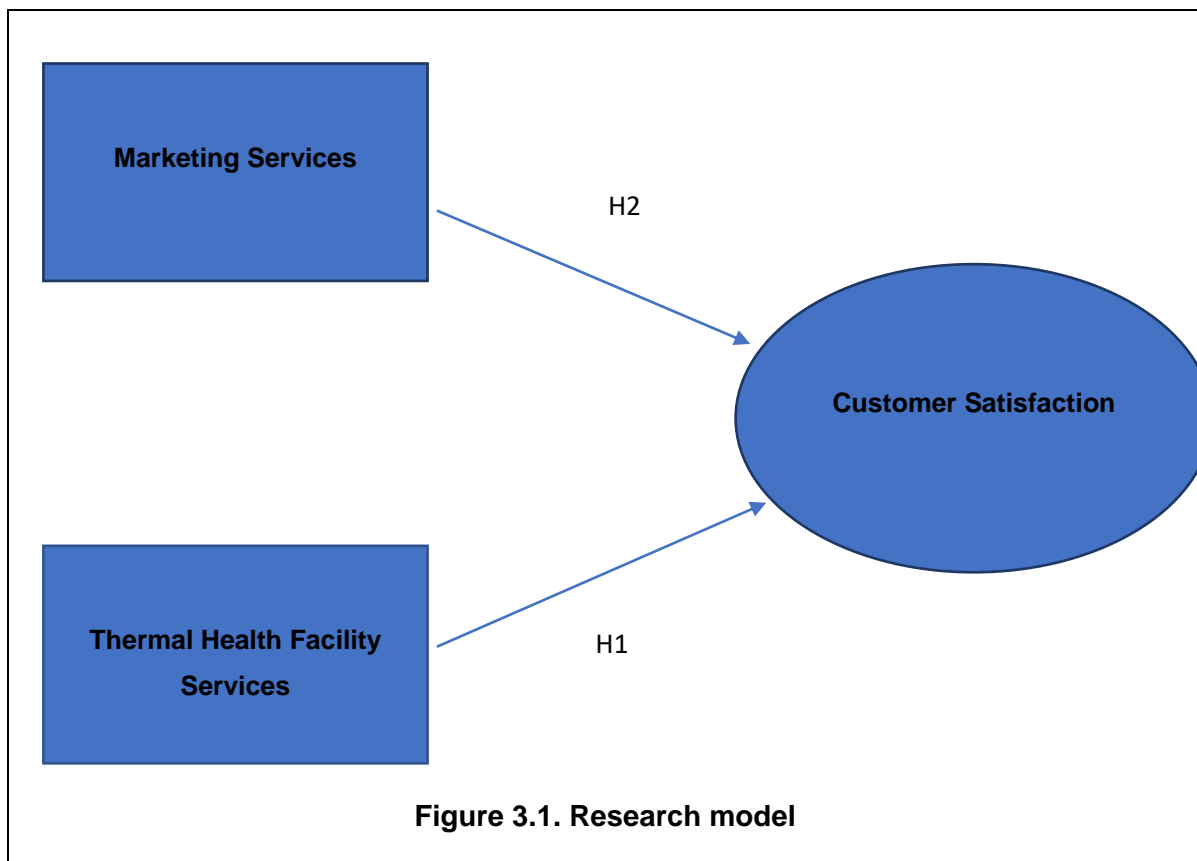 Marketing Services
H2
Customer Satisfaction
Thermal Health Facility
Services
H1
Figure 3.1. Research model